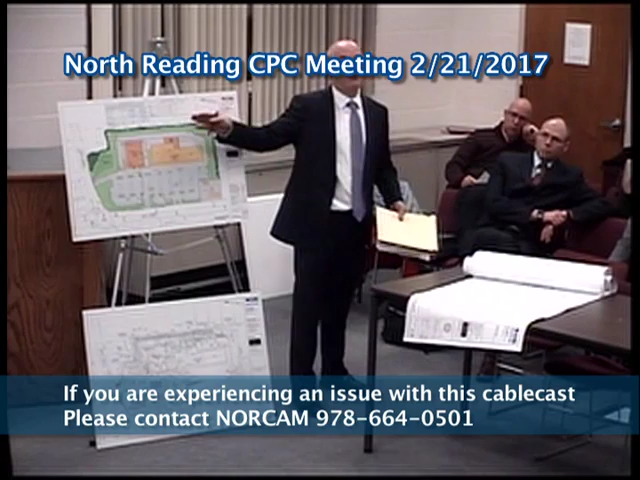 North Reading CPC Meeting 2/21/2017
If you are experiencing an issue with this cablecast
Please contact NORCAM 978-664-0501